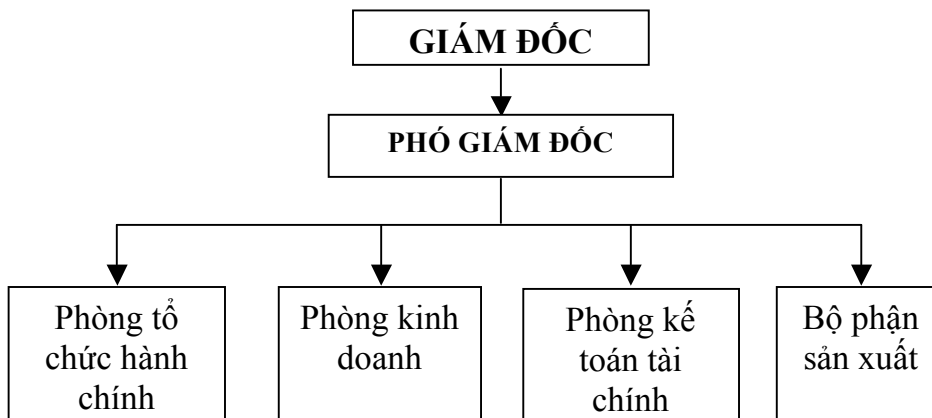 GIÁM ĐỐC
PHÓ GIÁM ĐỐC
Phòng tổ
chức hành
chính
Phòng kinh
doanh
Phòng kế
toán tài
chính
Bộ phận
sản xuất